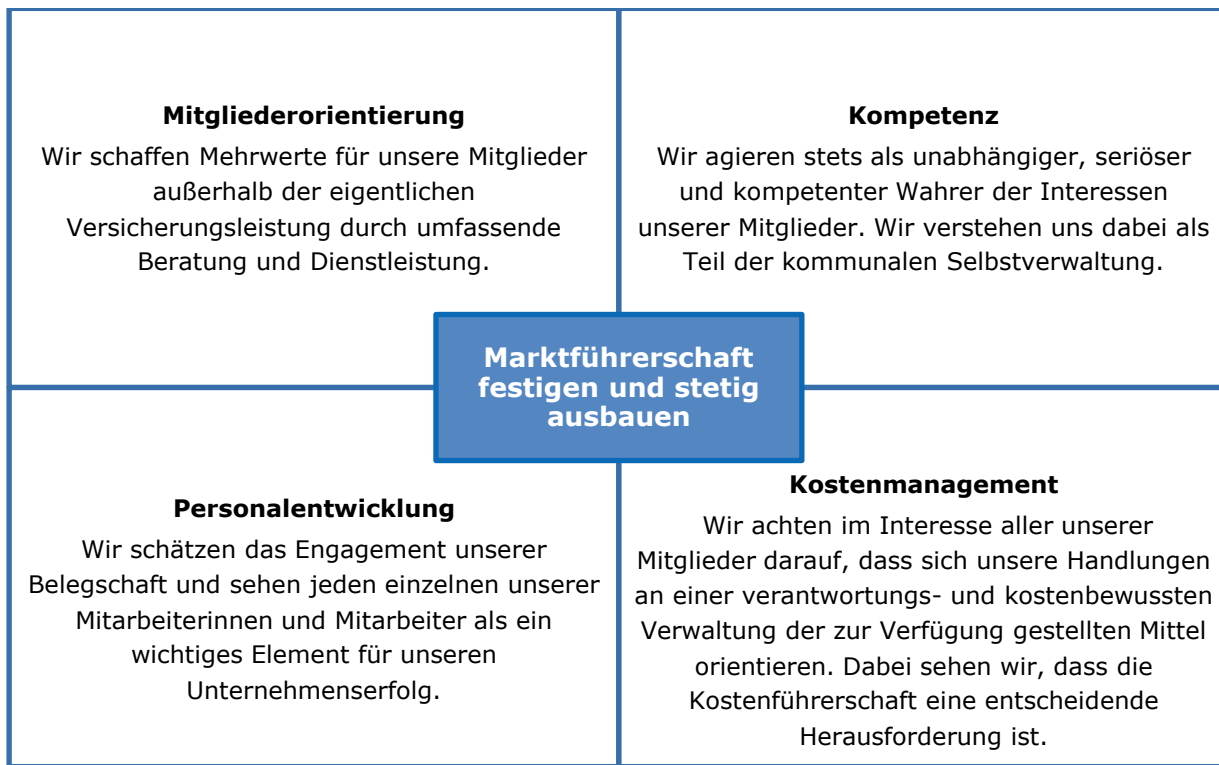 Mitgliederorientierung
Wir schaffen Mehrwerte für unsere Mitglieder
außerhalb der eigentlichen
Versicherungsleistung durch umfassende
Beratung und Dienstleistung.
Kompetenz
Wir agieren stets als unabhängiger, seriöser
und kompetenter Wahrer der Interessen
unserer Mitglieder. Wir verstehen uns dabei als
Teil der kommunalen Selbstverwaltung.
Marktführerschaft
festigen und stetig
ausbauen
Personalentwicklung
Wir schätzen das Engagement unserer
Belegschaft und sehen jeden einzelnen unserer
Mitarbeiterinnen und Mitarbeiter als ein
wichtiges Element für unseren
Unternehmenserfolg.
Kostenmanagement
Wir achten im Interesse aller unserer
Mitglieder darauf, dass sich unsere Handlungen
an einer verantwortungs- und kostenbewussten
Verwaltung der zur Verfügung gestellten Mittel
orientieren. Dabei sehen wir, dass die
Kostenführerschaft eine entscheidende
Herausforderung ist.